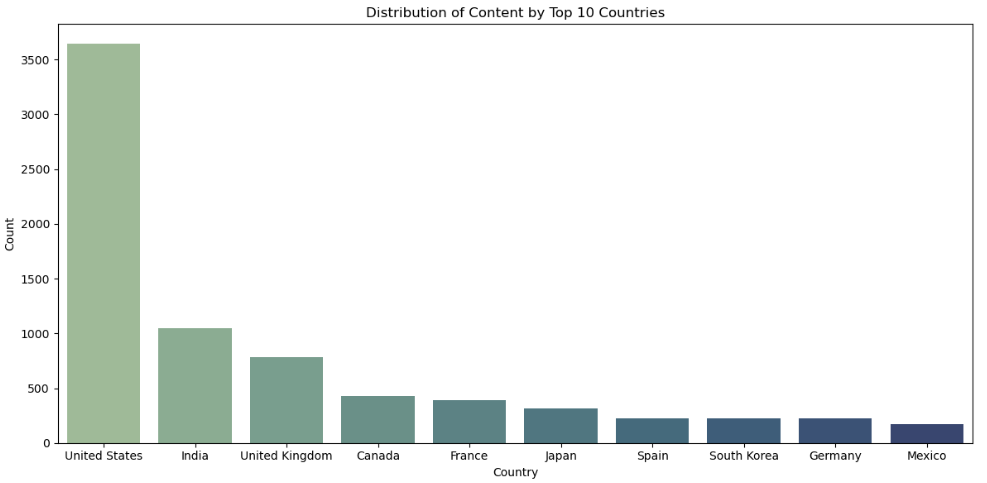 Distribution of Content by Top 10 Countries
3500
3000
2500
2000
1500
1000
500
0
Count
United States India United Kingdom Canada France Japan Spain South Korea Germany Mexico
Country